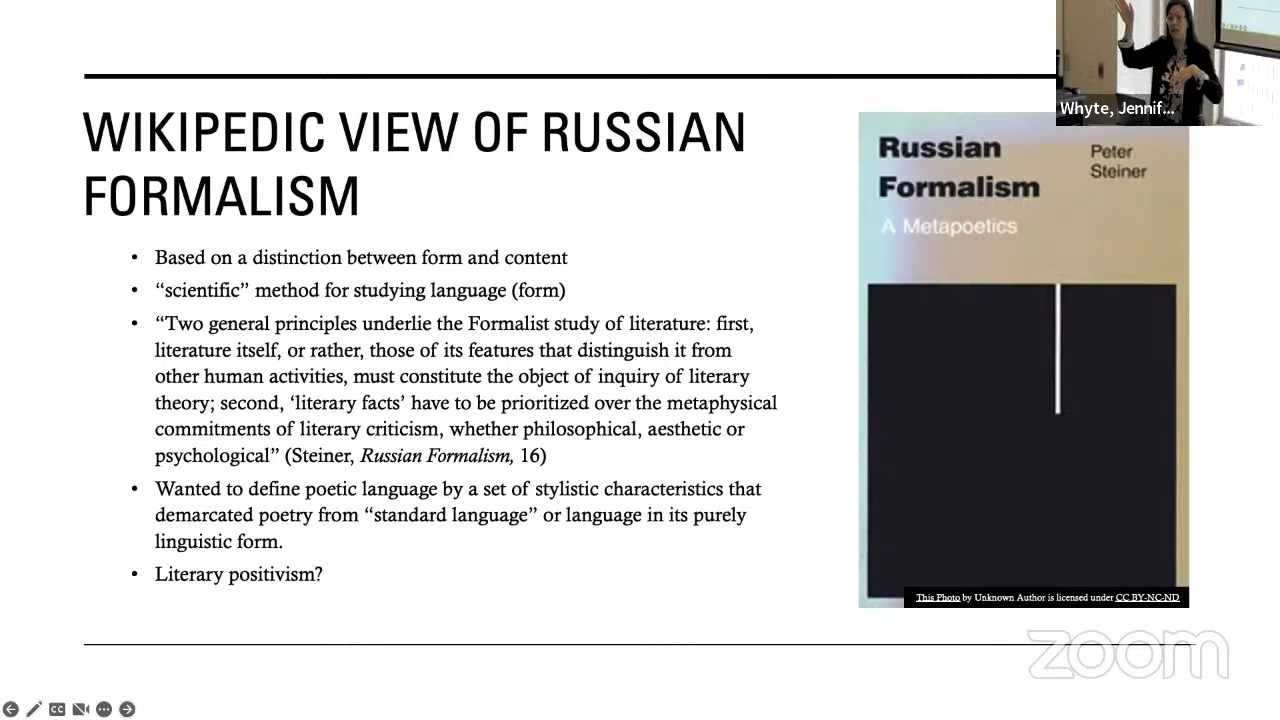 Whyte, Jennif...
WIKIPEDIC VIEW OF RUSSIAN
FORMALISM
• Based on a distinction between form and content
• “scientific” method for studying language (form)
• “Two general principles underlie the Formalist study of literature: first,
literature itself, or rather, those of its features that distinguish it from
other human activities, must constitute the object of inquiry of literary
theory; second, ‘literary facts’ have to be prioritized over the metaphysical
commitments of literary criticism, whether philosophical, aesthetic or
psychological” (Steiner, Russian Formalism, 16)
• Wanted to define poetic language by a set of stylistic characteristics that
demarcated poetry from “standard language” or language in its purely
linguistic form.
• Literary positivism?
Russian
Formalism
A Metapoetics
Peter
Steiner
This Photo by Unknown Author is licensed under CC BY-NC-ND
zoom
CC